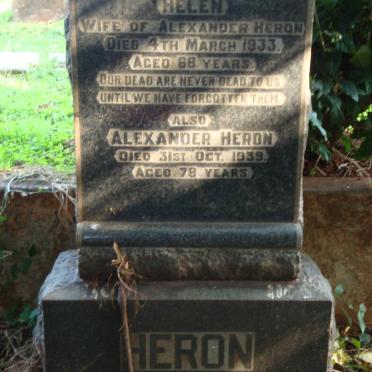 HELEN
WIFE OF ALEXANDER HERON
DIED 4TH MARCH 1933.
AGED 68 YEARS.
OUR DEAD ARE NEVER DEAD TO US
UNTIL WE HAVE FORGOTTEN THEM.
ALSO
ALEXANDER HERON
DIED 31ST OCT. 1939.
AGED 78 YEARS.
HERON